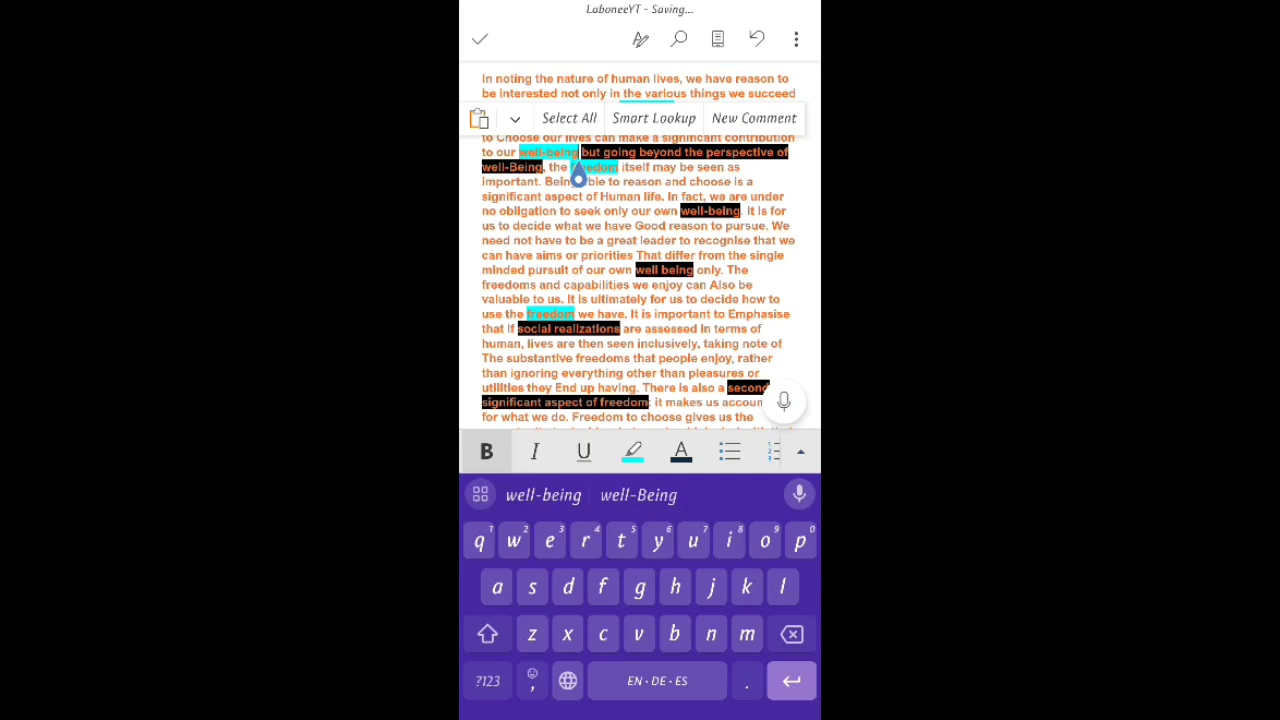 LaboneeYT - Saving...
In noting the nature of human lives, we have reason to
be interested not only in the various things we succeed
Select All Smart Lookup New Comment
to Choose our lives can make a significant contribution
to our well-being but going beyond the perspective of
well-Being, the freedom itself may be seen as
important. Being able to reason and choose is a
significant aspect of Human life. In fact, we are under
no obligation to seek only our own well-being. It is for
us to decide what we have Good reason to pursue. We
need not have to be a great leader to recognise that we
can have aims or priorities That differ from the single
minded pursuit of our own well being only. The
freedoms and capabilities we enjoy can Also be
valuable to us. It is ultimately for us to decide how to
use the freedom we have. It is important to Emphasise
that If social realizations are assessed In terms of
human, lives are then seen inclusively, taking note of
The substantive freedoms that people enjoy, rather
than ignoring everything other than pleasures or
utilities they End up having. There is also a second
significant aspect of freedom: it makes us accoun
for what we do. Freedom to choose gives us the
B I U A
well-being well-Being
q1 w2 e3 r4 t5 y6 u7 i8 o9 p0
a s d f g h j k l
z x c v b n m
?123 , EN • DE • ES .